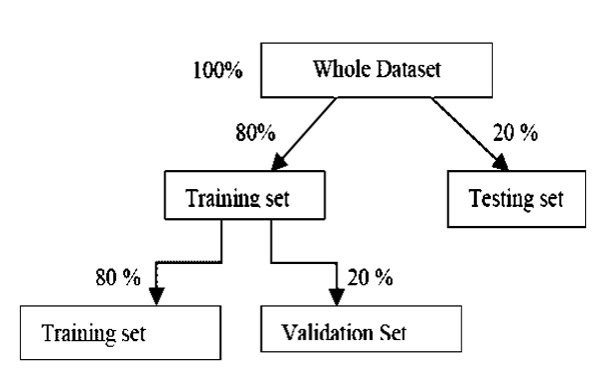 100%
Whole Dataset
80%
20 %
Training set
Testing set
80 %
20 %
Training set
Validation Set